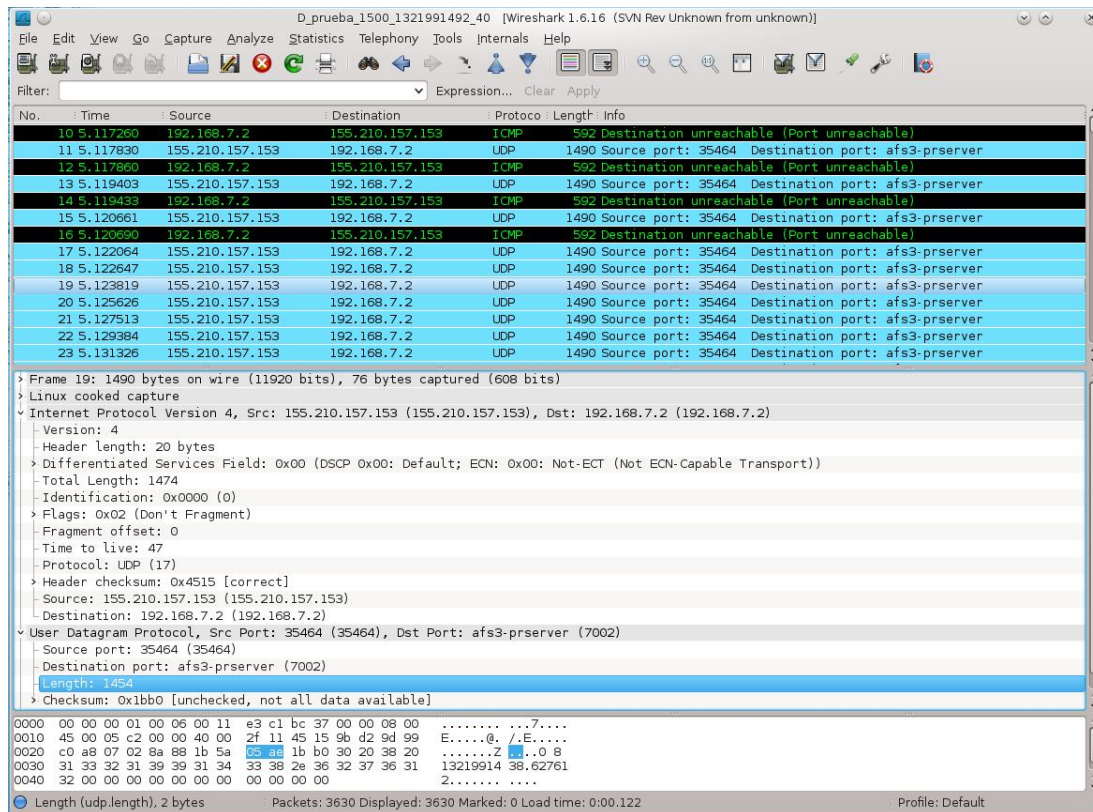 D_prueba_1500_1321991492_40 [Wireshark 1.6.16 (SVN Rev Unknown from unknown)]
File Edit View Go Capture Analyze Statistics Telephony Tools Internals Help
Filter: Expression... Clear Apply
No. Time Source Destination Protoco Length Info
10 5.117260 192.168.7.2 155.210.157.153 ICMP 592 Destination unreachable (Port unreachable)
11 5.117830 155.210.157.153 192.168.7.2 UDP 1490 Source port: 35464 Destination port: afs3-prserver
12 5.117860 192.168.7.2 155.210.157.153 ICMP 592 Destination unreachable (Port unreachable)
13 5.119403 155.210.157.153 192.168.7.2 UDP 1490 Source port: 35464 Destination port: afs3-prserver
14 5.119433 192.168.7.2 155.210.157.153 ICMP 592 Destination unreachable (Port unreachable)
15 5.120661 155.210.157.153 192.168.7.2 UDP 1490 Source port: 35464 Destination port: afs3-prserver
16 5.120690 192.168.7.2 155.210.157.153 ICMP 592 Destination unreachable (Port unreachable)
17 5.122064 155.210.157.153 192.168.7.2 UDP 1490 Source port: 35464 Destination port: afs3-prserver
18 5.122647 155.210.157.153 192.168.7.2 UDP 1490 Source port: 35464 Destination port: afs3-prserver
19 5.123819 155.210.157.153 192.168.7.2 UDP 1490 Source port: 35464 Destination port: afs3-prserver
20 5.125626 155.210.157.153 192.168.7.2 UDP 1490 Source port: 35464 Destination port: afs3-prserver
21 5.127513 155.210.157.153 192.168.7.2 UDP 1490 Source port: 35464 Destination port: afs3-prserver
22 5.129384 155.210.157.153 192.168.7.2 UDP 1490 Source port: 35464 Destination port: afs3-prserver
23 5.131326 155.210.157.153 192.168.7.2 UDP 1490 Source port: 35464 Destination port: afs3-prserver
Frame 19: 1490 bytes on wire (11920 bits), 76 bytes captured (608 bits)
Linux cooked capture
Internet Protocol Version 4, Src: 155.210.157.153 (155.210.157.153), Dst: 192.168.7.2 (192.168.7.2)
Version: 4
Header length: 20 bytes
Differentiated Services Field: 0x00 (DSCP 0x00: Default; ECN: 0x00: Not-ECT (Not ECN-Capable Transport))
Total Length: 1474
Identification: 0x0000 (0)
Flags: 0x02 (Don't Fragment)
Fragment offset: 0
Time to live: 47
Protocol: UDP (17)
Header checksum: 0x4515 [correct]
Source: 155.210.157.153 (155.210.157.153)
Destination: 192.168.7.2 (192.168.7.2)
User Datagram Protocol, Src Port: 35464 (35464), Dst Port: afs3-prserver (7002)
Source port: 35464 (35464)
Destination port: afs3-prserver (7002)
Length: 1454
Checksum: 0x1bb0 [unchecked, not all data available]
0000 00 00 00 01 00 06 00 11 e3 c1 bc 37 00 00 08 00 ........ ...7....
0010 45 00 05 c2 00 00 40 00 2f 11 45 15 9b d2 9d 99 E.....@. /.E.....
0020 c0 a8 07 02 8a 88 1b 5a 05 ae 1b b0 30 20 38 20 .......Z ....0 8
0030 31 33 32 31 39 39 31 34 33 38 2e 36 32 37 36 31 13219914 38.62761
0040 32 00 00 00 00 00 00 00 00 00 00 00 2....... ....
Length (udp.length), 2 bytes Packets: 3630 Displayed: 3630 Marked: 0 Load time: 0:00.122 Profile: Default